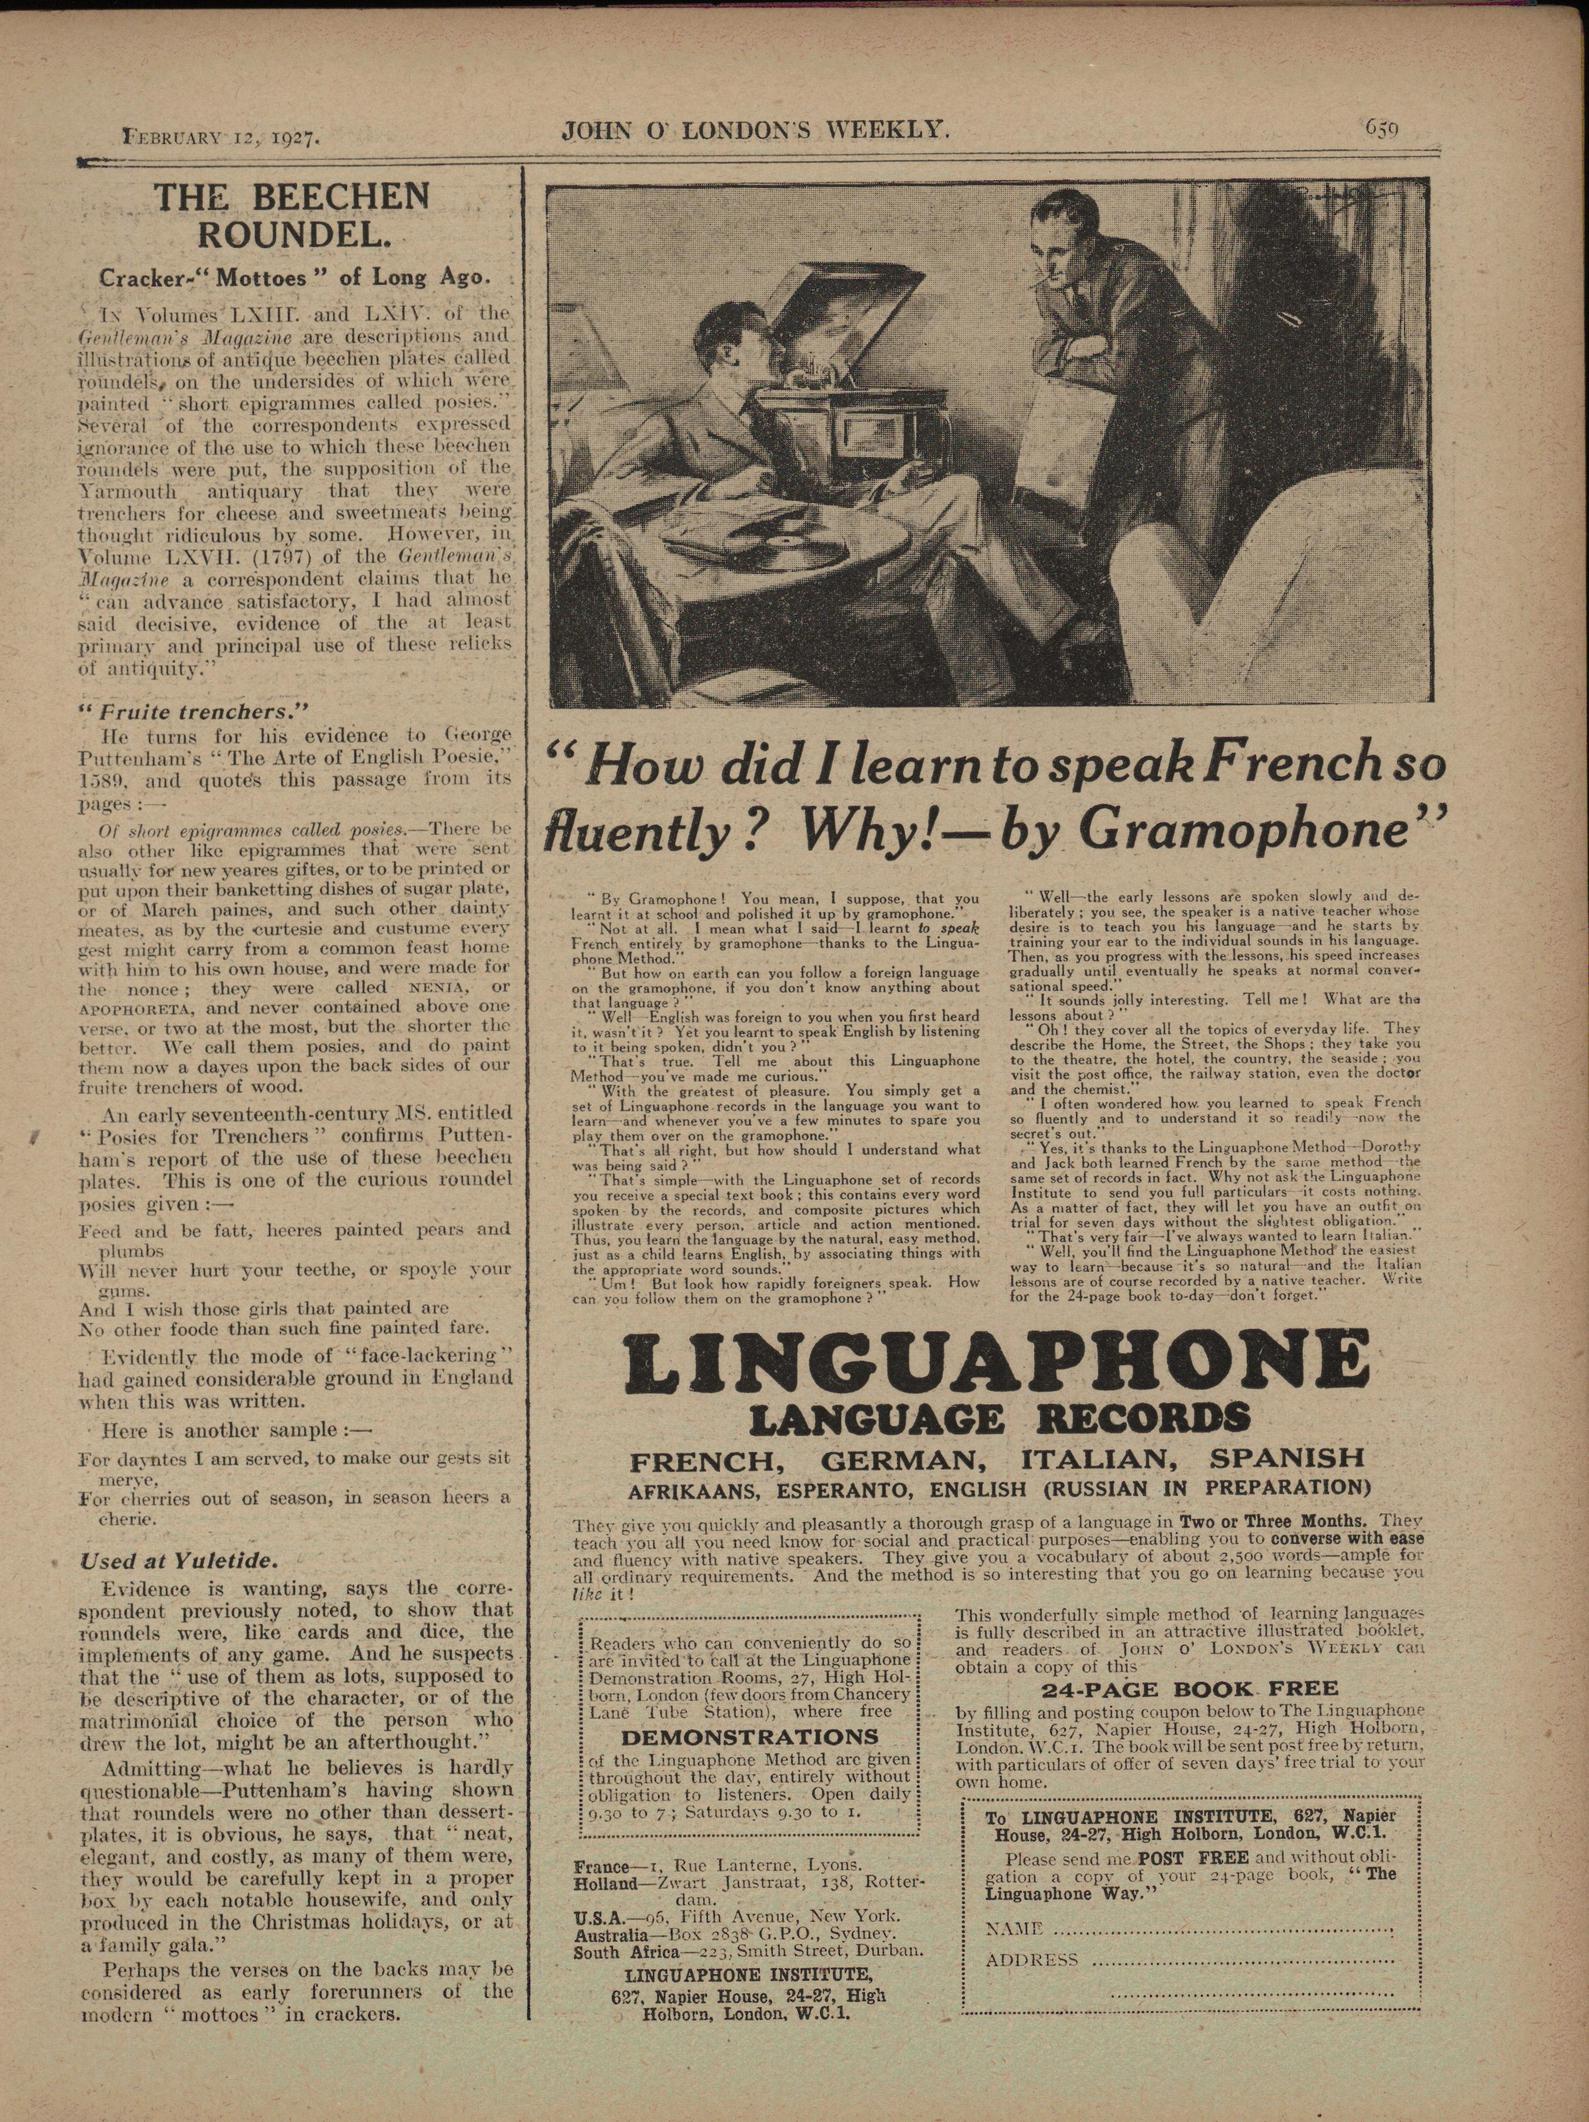 FEBRUARY 12, 1927.
JOHN O' LONDON'S WEEKLY.
659
THE BEECHEN
ROUNDEL.
Cracker-“Mottoes” of Long Ago.
IN Volumes LXIII. and LXIV. of the
Gentleman's Magazine are descriptions and
illustrations of antique beechen plates called
roundels, on the undersides of which were
painted “short epigrammes called posies.”
Several of the correspondents expressed
ignorance of the use to which these beechen
roundels were put, the supposition of the
Yarmouth antiquary that they were
trenchers for cheese and sweetmeats being
thought ridiculous by some. However, in
Volume LXVII. (1797) of the Gentleman's
Magazine a correspondent claims that he
“can advance satisfactory, I had almost
said decisive, evidence of the at least
primary and principal use of these relicks
of antiquity.”
“Fruite trenchers.”
He turns for his evidence to George
Puttenham's “The Arte of English Poesie,”
1589, and quotes this passage from its
pages :—
Of short epigrammes called posies.—There be
also other like epigrammes that were sent
usually for new yeares giftes, or to be printed or
put upon their banketting dishes of sugar plate,
or of March paines, and such other dainty
meates, as by the curtesie and custume every
gest might carry from a common feast home
with him to his own house, and were made for
the nonce; they were called NENIA, or
APOPHORETA, and never contained above one
verse, or two at the most, but the shorter the
better. We call them posies, and do paint
them now a dayes upon the back sides of our
fruite trenchers of wood.
An early seventeenth-century MS. entitled
“Posies for Trenchers” confirms Putten-
ham's report of the use of these beechen
plates. This is one of the curious roundel
posies given :—
Feed and be fatt, heeres painted pears and
plumbs
Will never hurt your teethe, or spoyle your
gums.
And I wish those girls that painted are
No other foode than such fine painted fare.
Evidently the mode of “face-lackering”
had gained considerable ground in England
when this was written.
Here is another sample :—
For dayntes I am served, to make our gests sit
merye,
For cherries out of season, in season heers a
cherie.
Used at Yuletide.
Evidence is wanting, says the corre-
spondent previously noted, to show that
roundels were, like cards and dice, the
implements of any game. And he suspects
that the “use of them as lots, supposed to
be descriptive of the character, or of the
matrimonial choice of the person who
drew the lot, might be an afterthought.”
Admitting—what he believes is hardly
questionable—Puttenham's having shown
that roundels were no other than dessert-
plates, it is obvious, he says, that “neat,
elegant, and costly, as many of them were,
they would be carefully kept in a proper
box by each notable housewife, and only
produced in the Christmas holidays, or at
a family gala.”
Perhaps the verses on the backs may be
considered as early forerunners of the
modern “mottoes” in crackers.
“How did I learn to speak French so
fluently? Why!—by Gramophone”
“By Gramophone! You mean, I suppose, that you
learnt it at school and polished it up by gramophone.”
“Not at all. I mean what I said—I learnt to speak
French entirely by gramophone—thanks to the Lingua-
phone Method.”
“But how on earth can you follow a foreign language
on the gramophone, if you don't know anything about
that language?”
“Well—English was foreign to you when you first heard
it, wasn't it? Yet you learnt to speak English by listening
to it being spoken, didn't you?”
“That's true. Tell me about this Linguaphone
Method—you've made me curious.”
“With the greatest of pleasure. You simply get a
set of Linguaphone records in the language you want to
learn—and whenever you've a few minutes to spare you
play them over on the gramophone.”
“That's all right, but how should I understand what
was being said?”
“That's simple—with the Linguaphone set of records
you receive a special text book; this contains every word
spoken by the records, and composite pictures which
illustrate every person, article and action mentioned.
Thus, you learn the language by the natural, easy method,
just as a child learns English, by associating things with
the appropriate word sounds.”
“Um! But look how rapidly foreigners speak. How
can you follow them on the gramophone?”
“Well—the early lessons are spoken slowly and de-
liberately; you see, the speaker is a native teacher whose
desire is to teach you his language—and he starts by
training your ear to the individual sounds in his language.
Then, as you progress with the lessons, his speed increases
gradually until eventually he speaks at normal conver-
sational speed.”
“It sounds jolly interesting. Tell me! What are the
lessons about?”
“Oh! they cover all the topics of everyday life. They
describe the Home, the Street, the Shops; they take you
to the theatre, the hotel, the country, the seaside; you
visit the post office, the railway station, even the doctor
and the chemist.”
“I often wondered how you learned to speak French
so fluently and to understand it so readily—now the
secret's out.”
“Yes, it's thanks to the Linguaphone Method—Dorothy
and Jack both learned French by the same method—the
same set of records in fact. Why not ask the Linguaphone
Institute to send you full particulars—it costs nothing.
As a matter of fact, they will let you have an outfit on
trial for seven days without the slightest obligation.”
“That's very fair—I've always wanted to learn Italian.”
“Well, you'll find the Linguaphone Method the easiest
way to learn—because it's so natural—and the Italian
lessons are of course recorded by a native teacher. Write
for the 24-page book to-day—don't forget.”
LINGUAPHONE
LANGUAGE RECORDS
FRENCH, GERMAN, ITALIAN, SPANISH
AFRIKAANS, ESPERANTO, ENGLISH (RUSSIAN IN PREPARATION)
They give you quickly and pleasantly a thorough grasp of a language in Two or Three Months. They
teach you all you need know for social and practical purposes—enabling you to converse with ease
and fluency with native speakers. They give you a vocabulary of about 2,500 words—ample for
all ordinary requirements. And the method is so interesting that you go on learning because you
like it!
Readers who can conveniently do so
are invited to call at the Linguaphone
Demonstration Rooms, 27, High Hol-
born, London (few doors from Chancery
Lane Tube Station), where free
DEMONSTRATIONS
of the Linguaphone Method are given
throughout the day, entirely without
obligation to listeners. Open daily
9.30 to 7; Saturdays 9.30 to 1.
France—1, Rue Lanterne, Lyons.
Holland—Zwart Janstraat, 138, Rotter-
dam.
U.S.A.—96, Fifth Avenue, New York.
Australia—Box 2838 G.P.O., Sydney.
South Africa—223, Smith Street, Durban.
LINGUAPHONE INSTITUTE,
627, Napier House, 24-27, High
Holborn, London, W.C.1.
This wonderfully simple method of learning languages
is fully described in an attractive illustrated booklet,
and readers of JOHN O' LONDON'S WEEKLY can
obtain a copy of this
24-PAGE BOOK FREE
by filling and posting coupon below to The Linguaphone
Institute, 627, Napier House, 24-27, High Holborn,
London, W.C.1. The book will be sent post free by return,
with particulars of offer of seven days' free trial to your
own home.
To LINGUAPHONE INSTITUTE, 627, Napier
House, 24-27, High Holborn, London, W.C.1.
Please send me POST FREE and without obli-
gation a copy of your 24-page book, “The
Linguaphone Way.”
NAME
ADDRESS